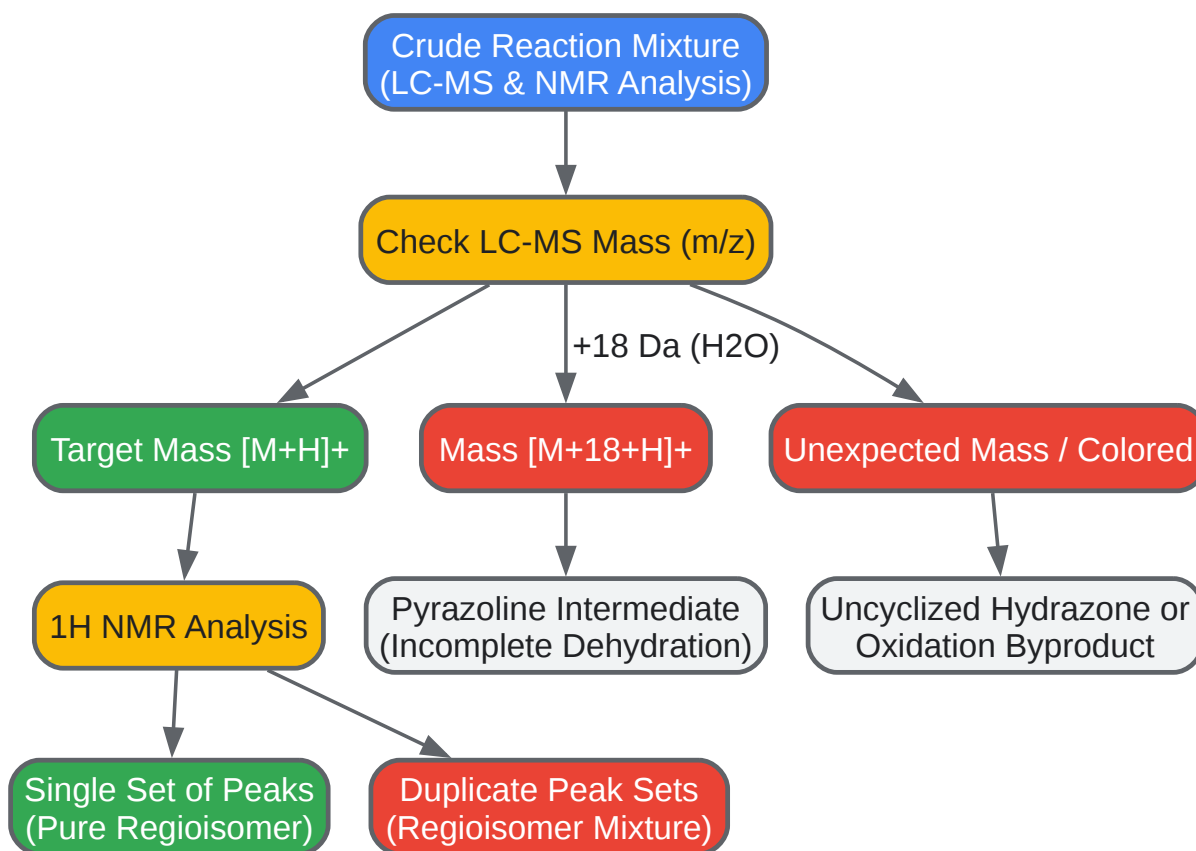 Crude Reaction Mixture
(LC-MS & NMR Analysis)
Check LC-MS Mass (m/z)
+18 Da (H2O)
Target Mass [M+H]+
Mass [M+18+H]+
Unexpected Mass / Colored
1H NMR Analysis
Pyrazoline Intermediate
(Incomplete Dehydration)
Uncyclized Hydrazone or
Oxidation Byproduct
Single Set of Peaks
(Pure Regioisomer)
Duplicate Peak Sets
(Regioisomer Mixture)